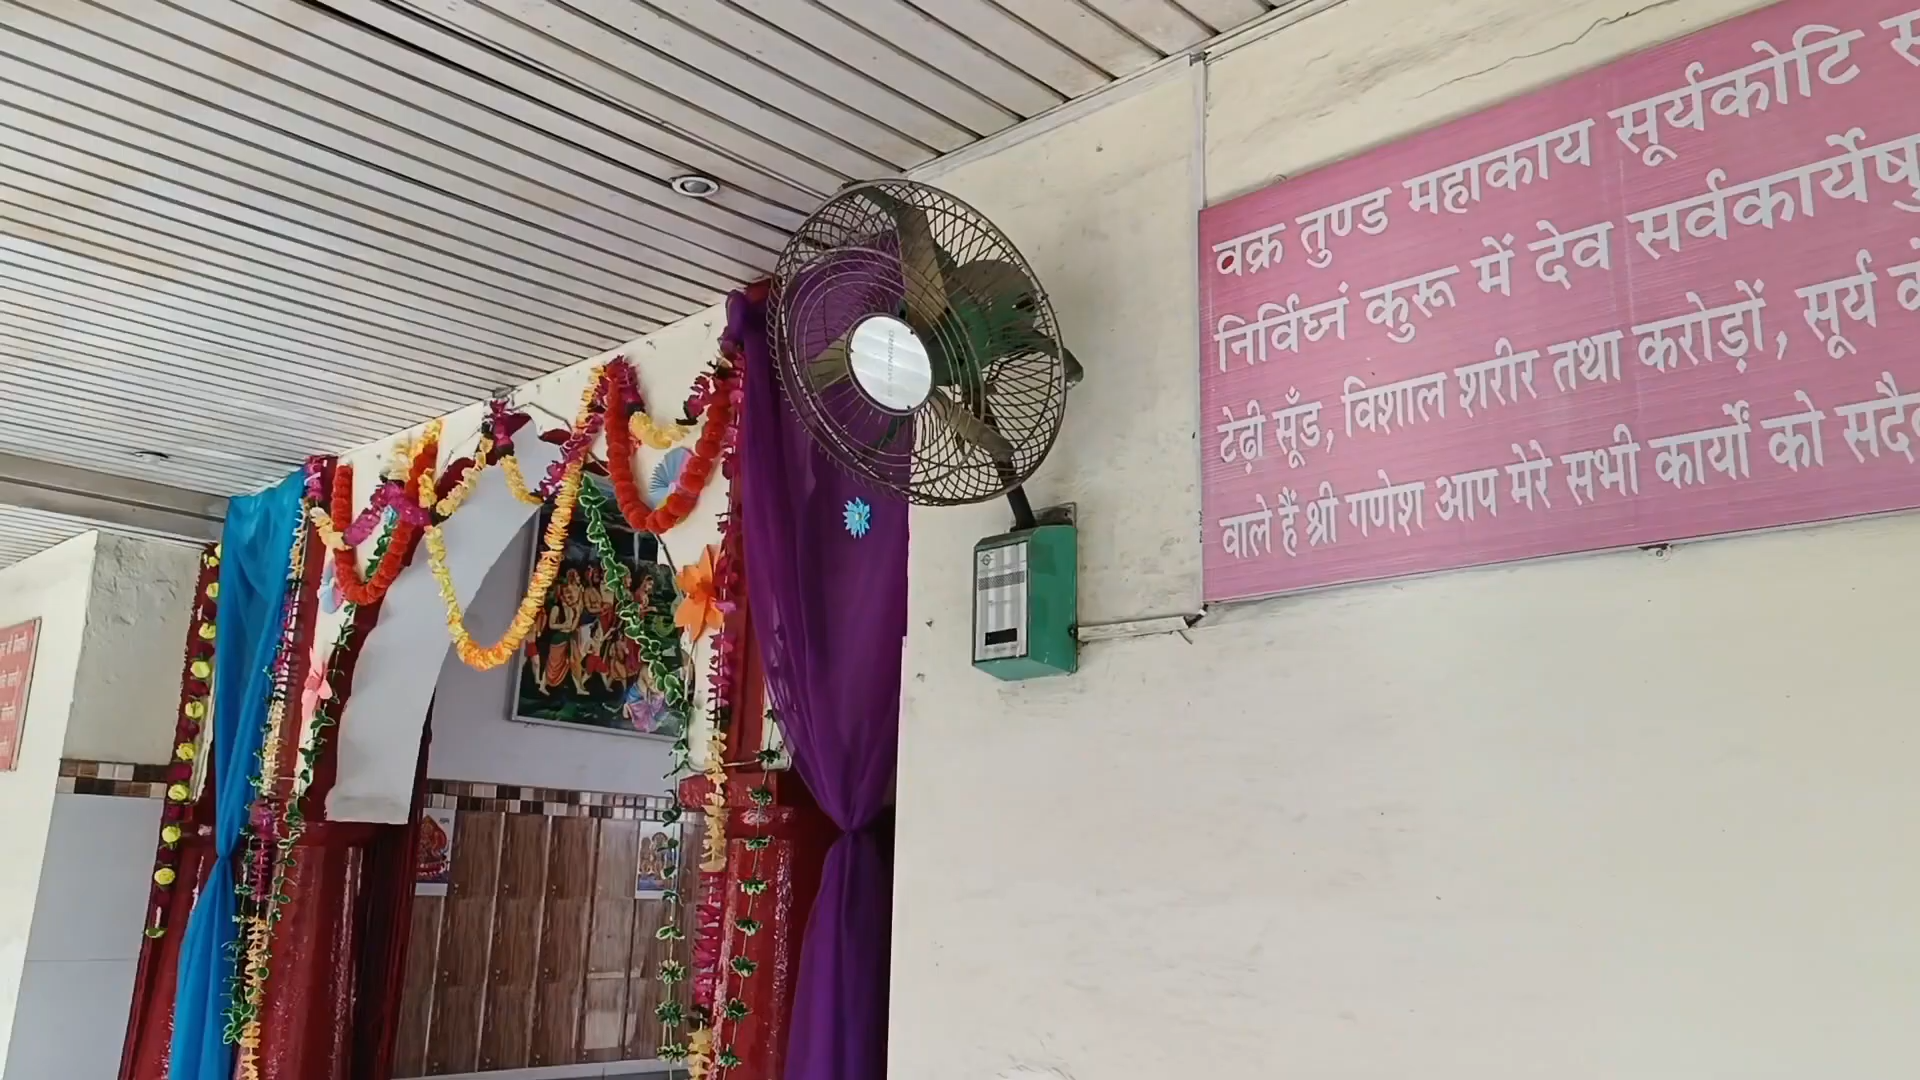 वक्र तुण्ड महाकाय सूर्यकोटि
निर्विघ्नं कुरू में देव सर्वकार्येषु
टेढ़ी सूँड, विशाल शरीर तथा करोड़ों, सूर्य
वाले हैं श्री गणेश आप मेरे सभी कार्यों को